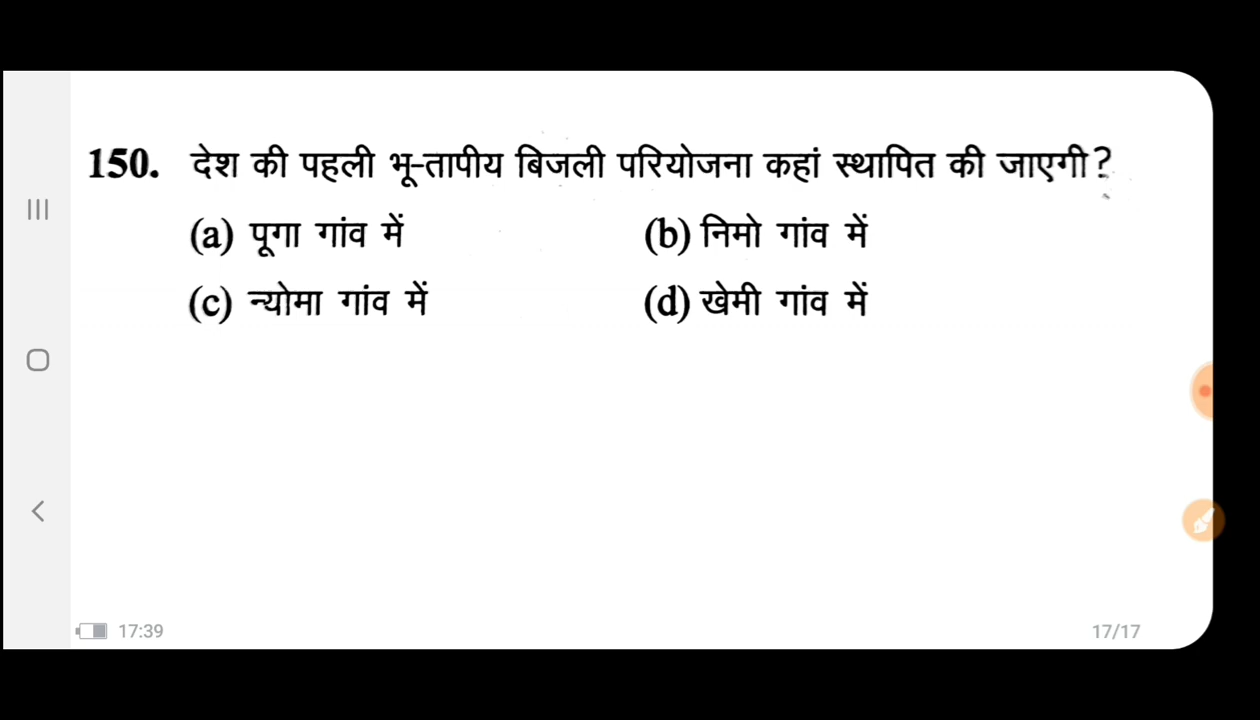 150. देश की पहली भू-तापीय बिजली परियोजना कहां स्थापित की जाएगी?
(a) पूगा गांव में (b) निमो गांव में
(c) न्योमा गांव में (d) खेमी गांव में
17:39 17/17